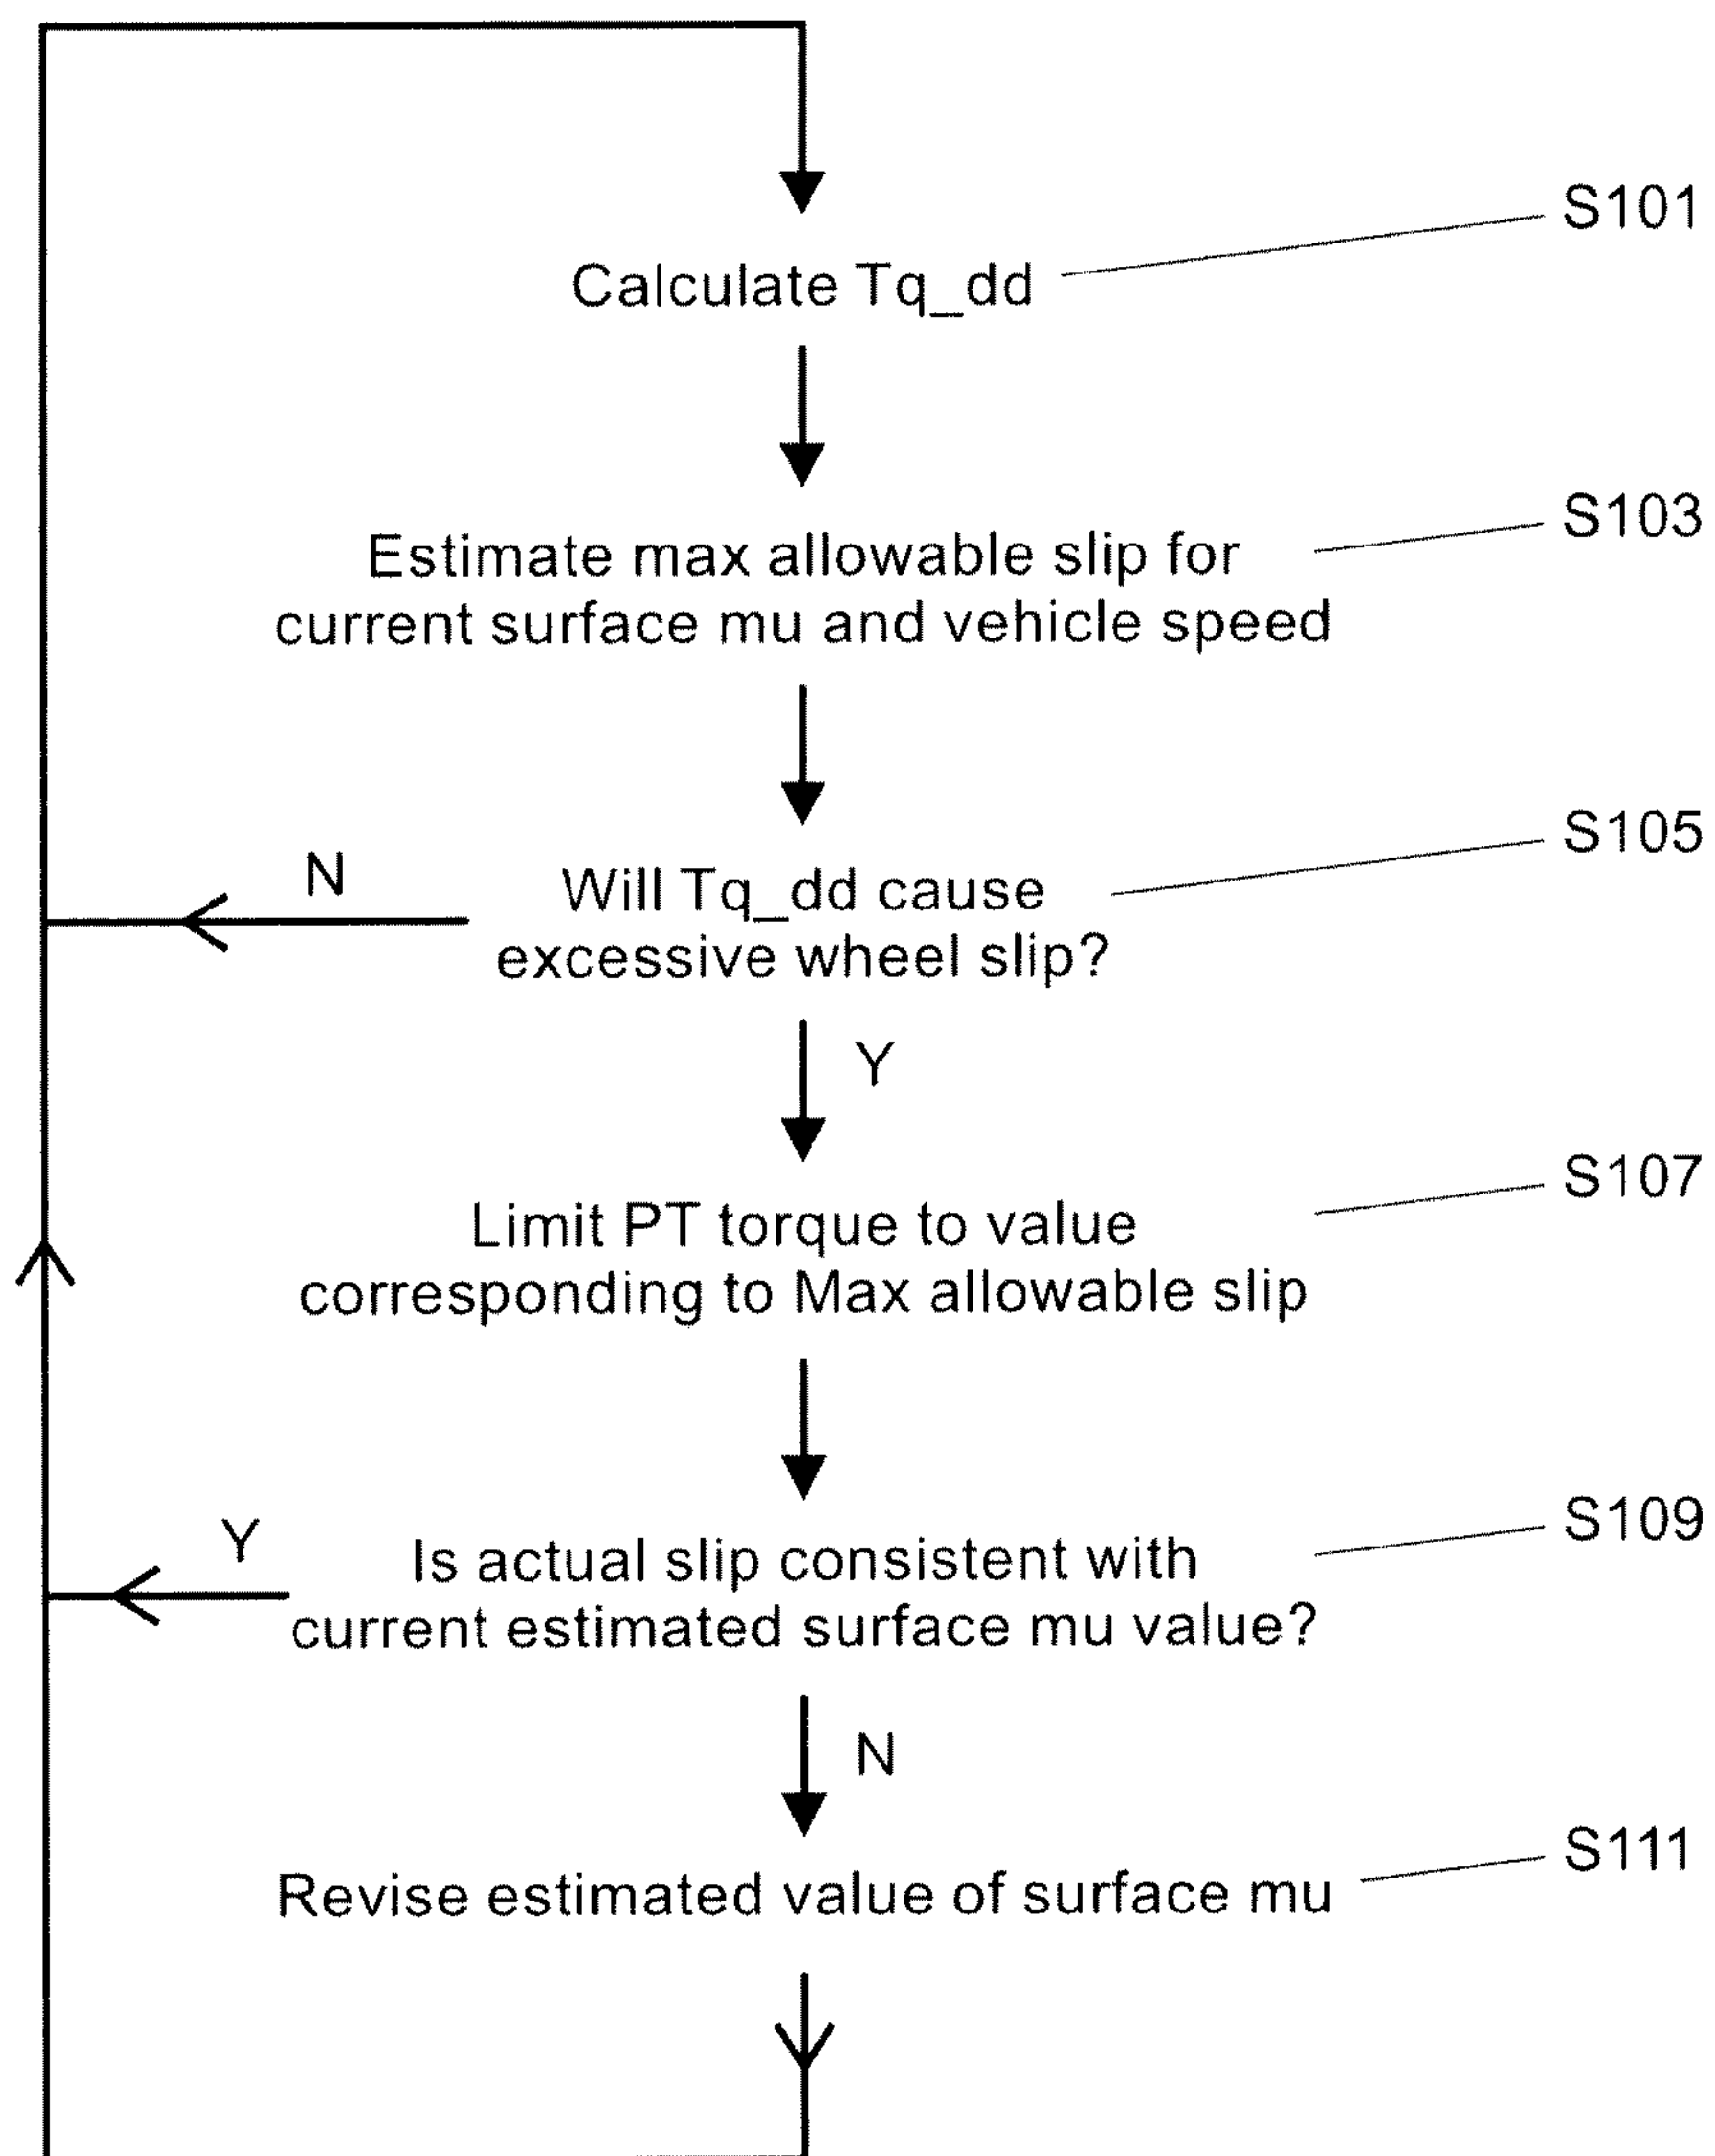 S101
Calculate Tq_dd
S103
Estimate max allowable slip for
current surface mu and vehicle speed
S105
N
Will Tq_dd cause
excessive wheel slip?
Y
S107
Limit PT torque to value
corresponding to Max allowable slip
S109
Y
Is actual slip consistent with
current estimated surface mu value?
N
S111
Revise estimated value of surface mu